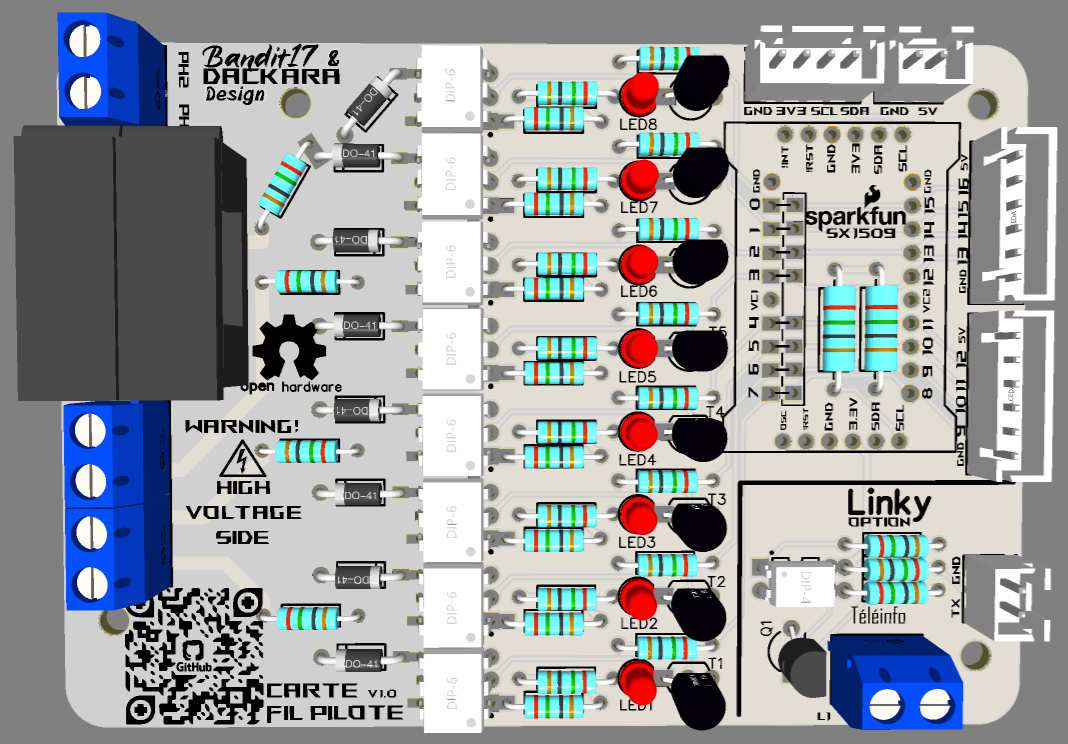 PH2
PH
Bandit17 &
DACKARA
Design
DO-41
DO-41
DO-41
DO-41
DO-41
DO-41
DO-41
DO-41
DIP-6
DIP-6
DIP-6
DIP-6
DIP-6
DIP-6
DIP-6
DIP-6
open hardware
WARNING!
HIGH
VOLTAGE
SIDE
GitHub
CARTE V1.0
FIL PILOTE
LED8
LED7
LED6
LED5
LED4
LED3
LED2
LED1
T5
T4
T3
T2
T1
GND 3V3 SCL SDA GND 5V
!INT !RST GND 3V3 SDA SCL
GND
0
1
2
3
VC1
4
5
6
7
sparkfun
SX1509
GND
15
14
13
12
VC2
11
10
9
8
OSC !RST GND 3.3V SDA SCL
GND 13 14 15 16 5V
GND 9 10 11 12 5V
Linky
OPTION
DIP-4
Téléinfo
TX GND
Q1
L1